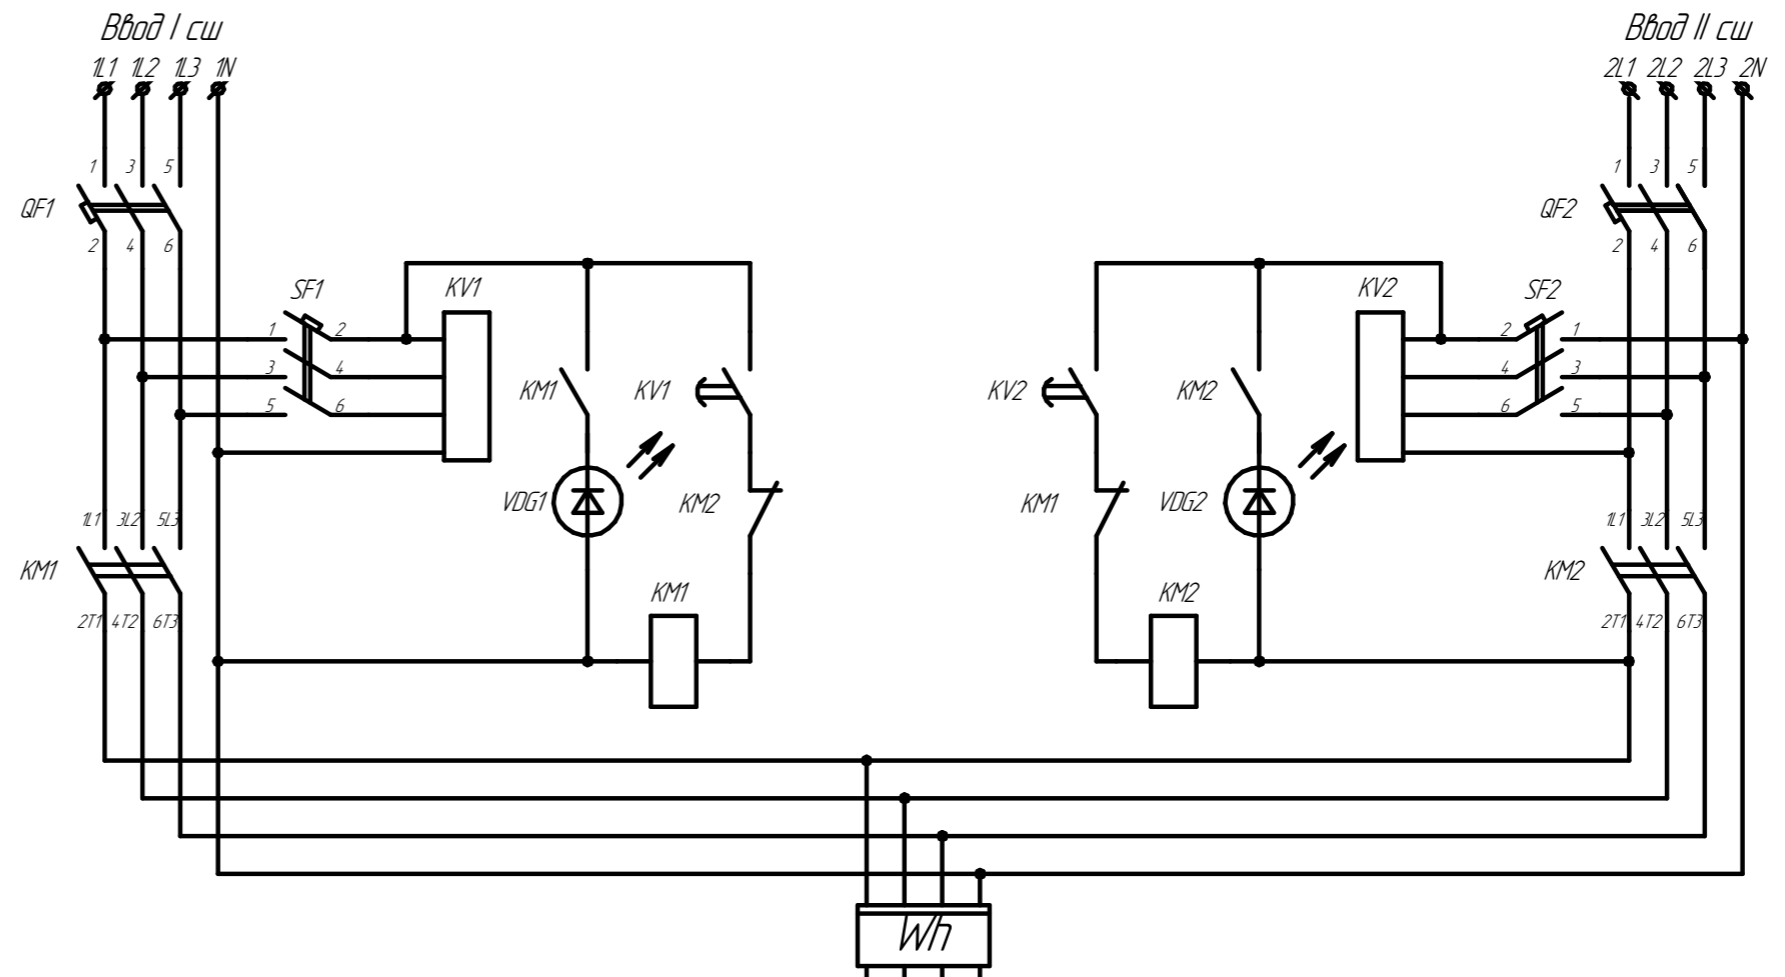 Ввод I сш
Ввод II сш
1L1 1L2 1L3 1N
2L1 2L2 2L3 2N
1 3 5
1 3 5
QF1
QF2
2 4 6
2 4 6
SF1
KV1
KV2
SF2
1 2
2 1
3 4
4 3
5 6
6 5
KM1
KV1
KV2
KM2
VDG1
KM2
KM1
VDG2
1L1 3L2 5L3
1L1 3L2 5L3
KM1
KM2
KM1
KM2
2T1 4T2 6T3
2T1 4T2 6T3
Wh